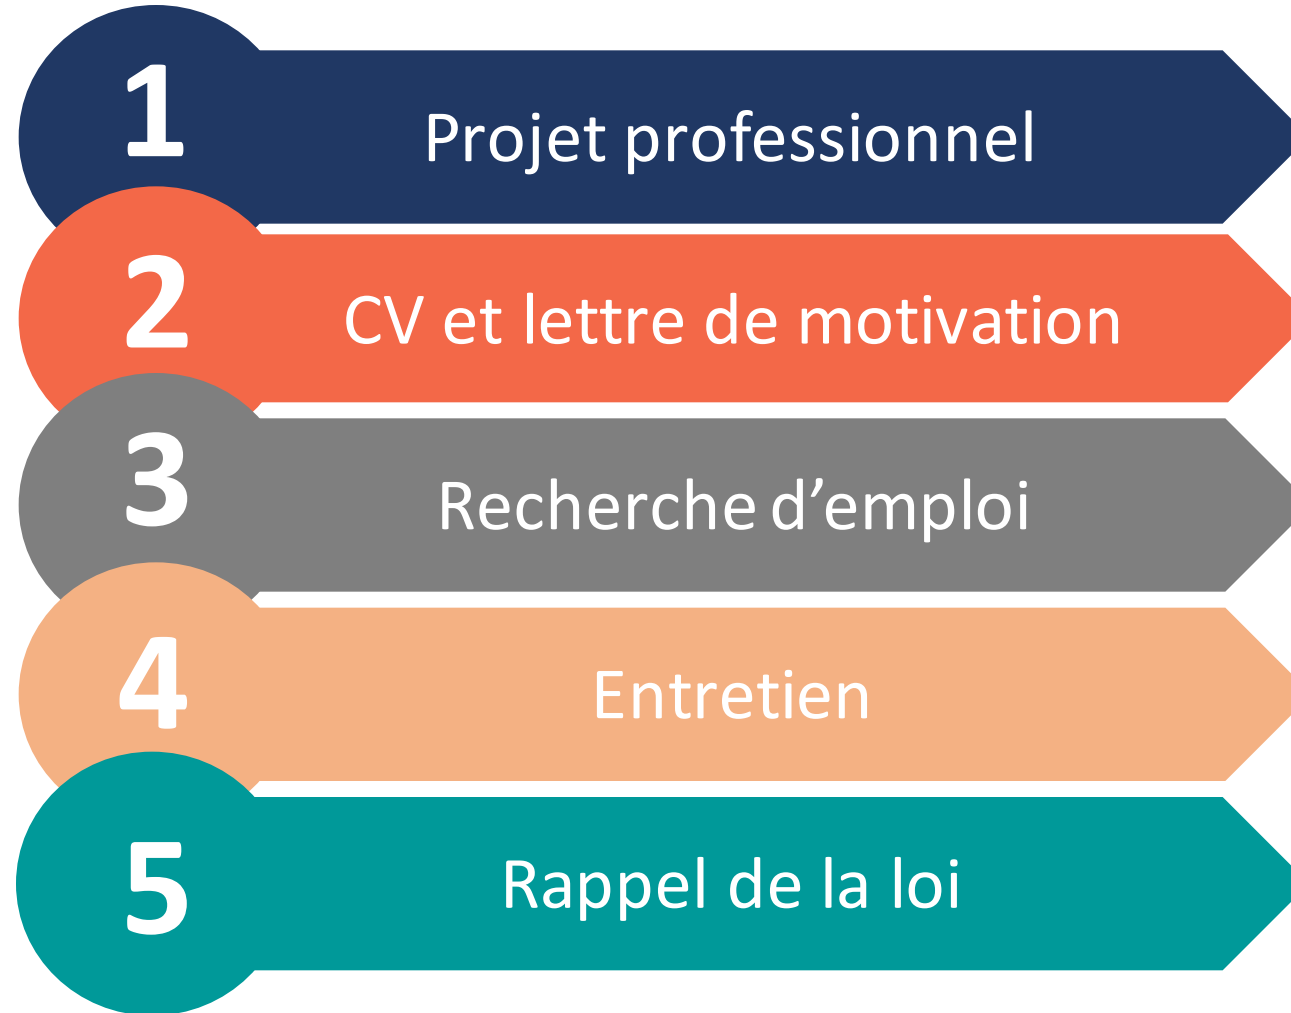 1
Projet professionnel
2
CV et lettre de motivation
3
Recherche d’emploi
4
Entretien
5
Rappel de la loi